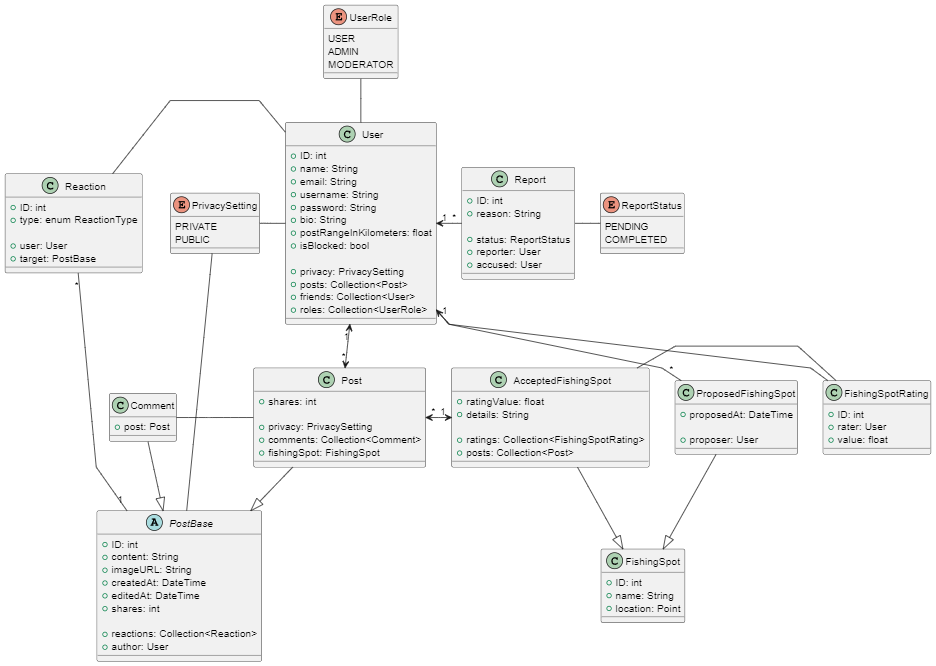 E UserRole
USER
ADMIN
MODERATOR
C User
ID: int
name: String
email: String
username: String
password: String
bio: String
postRangeInKilometers: float
isBlocked: bool
privacy: PrivacySetting
posts: Collection<Post>
friends: Collection<User>
roles: Collection<UserRole>
C Reaction
ID: int
type: enum ReactionType
user: User
target: PostBase
E PrivacySetting
PRIVATE
PUBLIC
C Report
ID: int
reason: String
status: ReportStatus
reporter: User
accused: User
E ReportStatus
PENDING
COMPLETED
1 *
*
1
1
*
*
C Comment
post: Post
C Post
shares: int
privacy: PrivacySetting
comments: Collection<Comment>
fishingSpot: FishingSpot
* 1
C AcceptedFishingSpot
ratingValue: float
details: String
ratings: Collection<FishingSpotRating>
posts: Collection<Post>
C ProposedFishingSpot
proposedAt: DateTime
proposer: User
C FishingSpotRating
ID: int
rater: User
value: float
1
A PostBase
ID: int
content: String
imageURL: String
createdAt: DateTime
editedAt: DateTime
shares: int
reactions: Collection<Reaction>
author: User
C FishingSpot
ID: int
name: String
location: Point